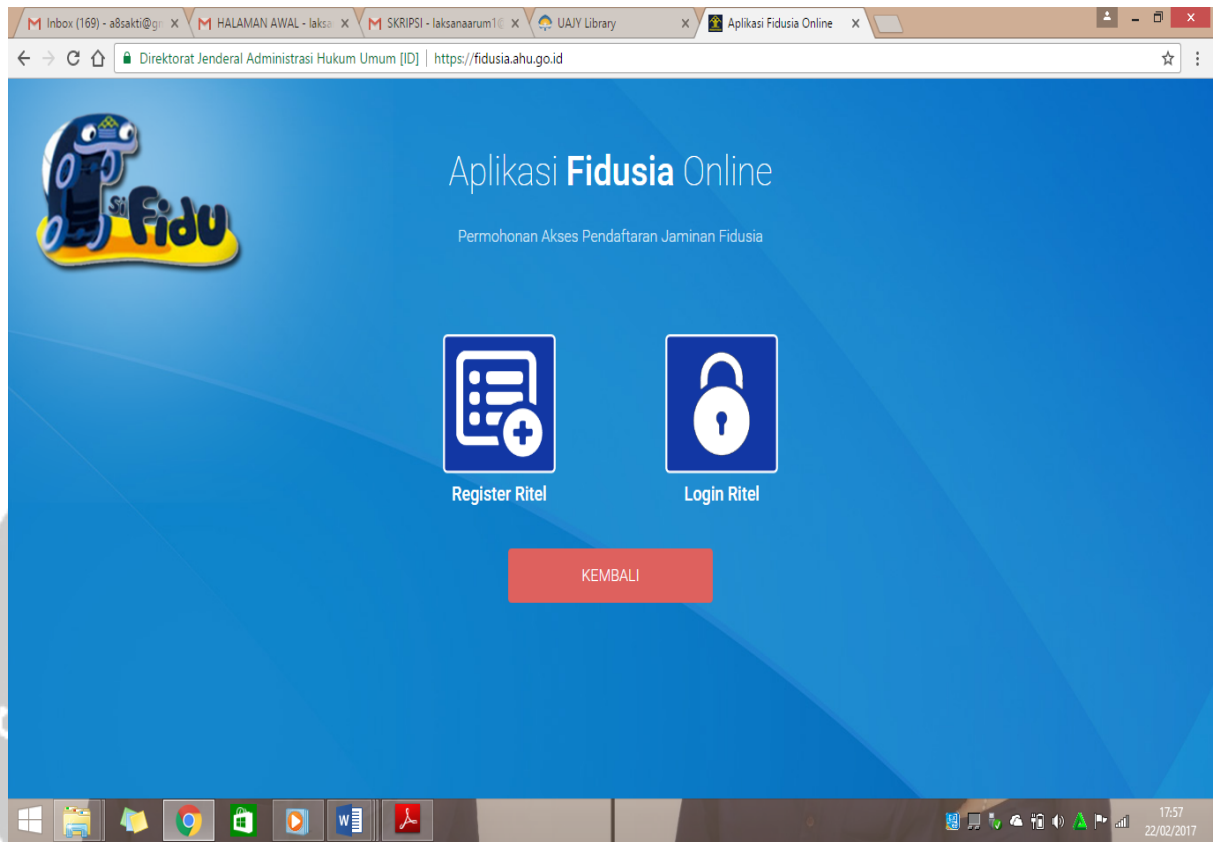 Inbox (169) - a8sakti@gm
HALAMAN AWAL - laksa
SKRIPSI - laksanaarum1@
UAJY Library
Aplikasi Fidusia Online
Direktorat Jenderal Administrasi Hukum Umum [ID] | https://fidusia.ahu.go.id
si Fidu
Aplikasi Fidusia Online
Permohonan Akses Pendaftaran Jaminan Fidusia
Register Ritel
Login Ritel
KEMBALI
17:57
22/02/2017